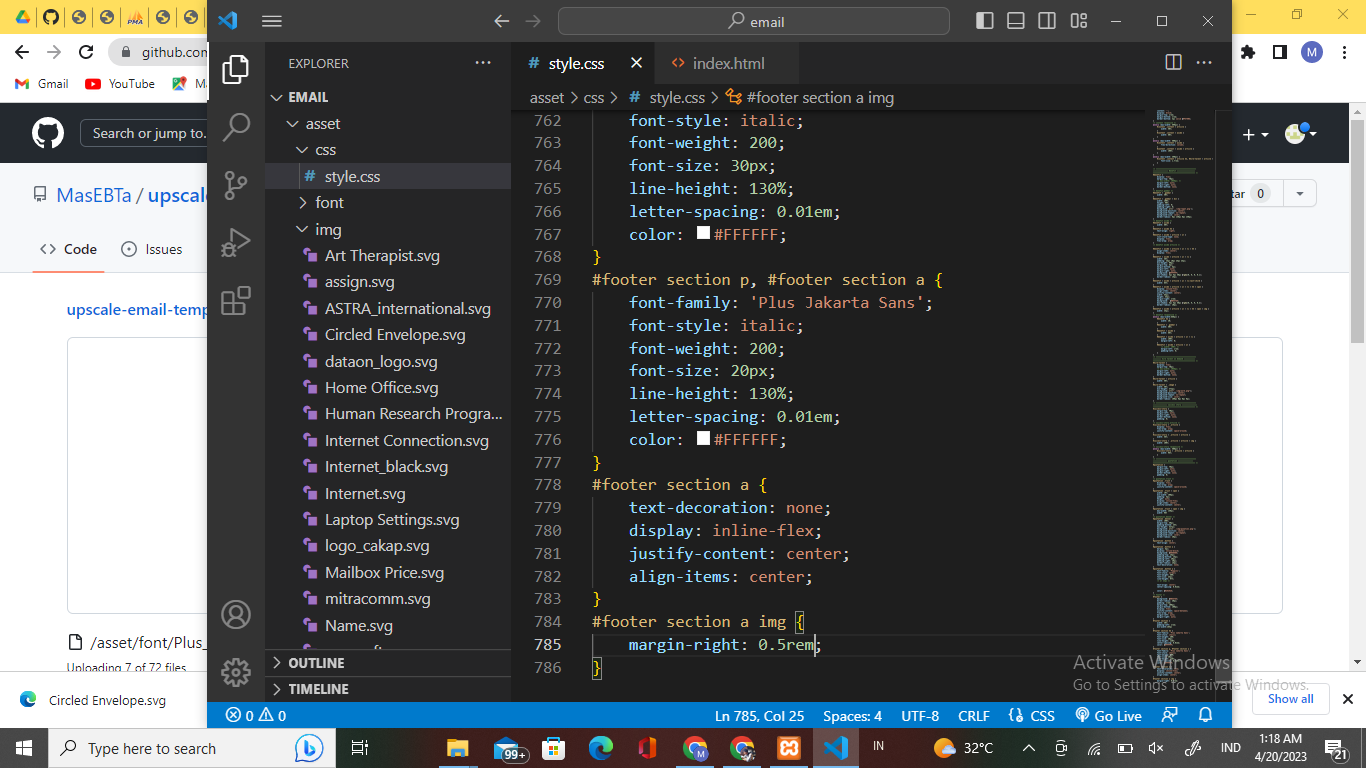 email
github.com
Gmail
YouTube
Search or jump to...
MasEBTa / upscale
tar 0
Code
Issues
upscale-email-temp
/asset/font/Plus_
Uploading 7 of 72 files
Circled Envelope.svg
Show all
EXPLORER
EMAIL
asset
css
# style.css
font
img
Art Therapist.svg
assign.svg
ASTRA_international.svg
Circled Envelope.svg
dataon_logo.svg
Home Office.svg
Human Research Progra...
Internet Connection.svg
Internet_black.svg
Internet.svg
Laptop Settings.svg
logo_cakap.svg
Mailbox Price.svg
mitracomm.svg
Name.svg
OUTLINE
TIMELINE
# style.css
<> index.html
asset > css > # style.css > #footer section a img
762 font-style: italic;
763 font-weight: 200;
764 font-size: 30px;
765 line-height: 130%;
766 letter-spacing: 0.01em;
767 color: #FFFFFF;
768 }
769 #footer section p, #footer section a {
770 font-family: 'Plus Jakarta Sans';
771 font-style: italic;
772 font-weight: 200;
773 font-size: 20px;
774 line-height: 130%;
775 letter-spacing: 0.01em;
776 color: #FFFFFF;
777 }
778 #footer section a {
779 text-decoration: none;
780 display: inline-flex;
781 justify-content: center;
782 align-items: center;
783 }
784 #footer section a img {
785 margin-right: 0.5rem;
786 }
Activate Windows
Go to Settings to activate Windows.
0 0
Ln 785, Col 25
Spaces: 4
UTF-8
CRLF
{} CSS
Go Live
Type here to search
99+
IN
32°C
IND
1:18 AM
4/20/2023
21